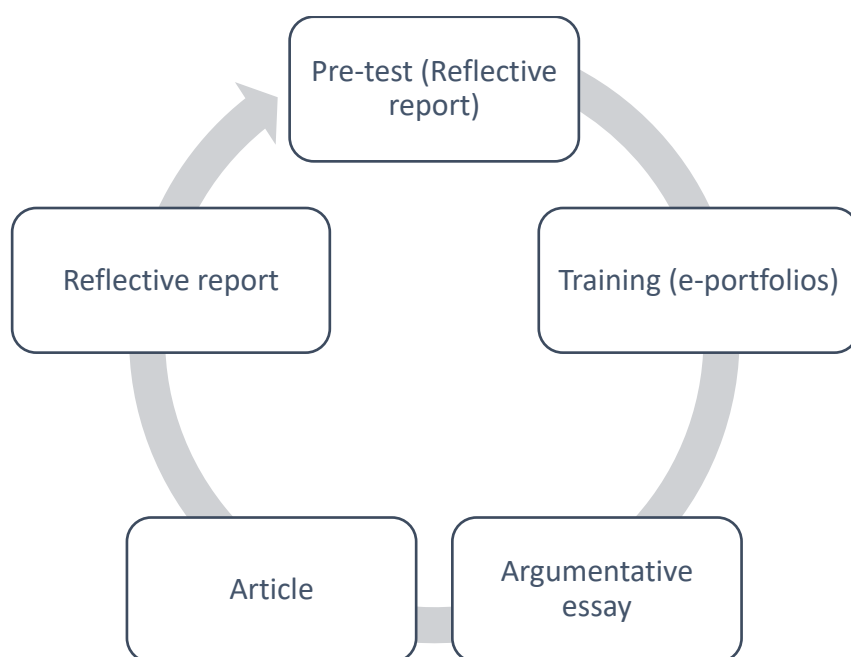 Pre-test (Reflective
report)
Training (e-portfolios)
Argumentative
essay
Article
Reflective report